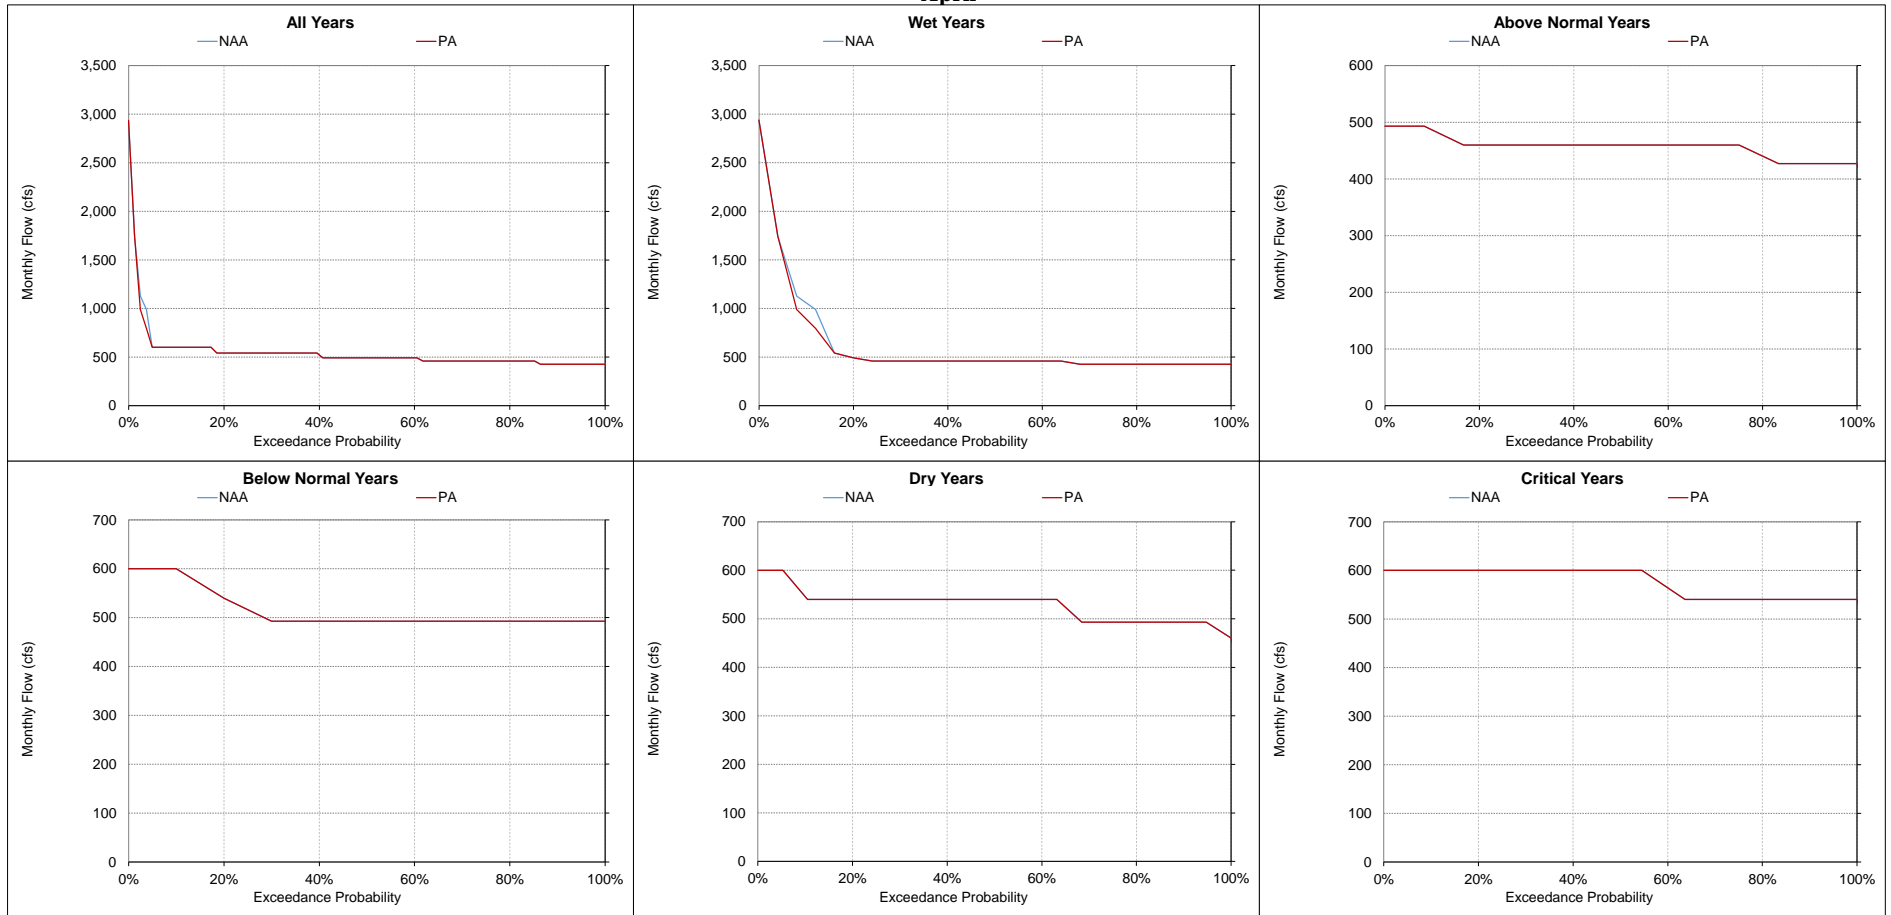 All Years
NAA PA
3,500
3,000
2,500
2,000
1,500
1,000
500
0
Monthly Flow (cfs)
0% 20% 40% 60% 80% 100%
Exceedance Probability
Wet Years
NAA PA
3,500
3,000
2,500
2,000
1,500
1,000
500
0
Monthly Flow (cfs)
0% 20% 40% 60% 80% 100%
Exceedance Probability
Above Normal Years
NAA PA
600
500
400
300
200
100
0
Monthly Flow (cfs)
0% 20% 40% 60% 80% 100%
Exceedance Probability
Below Normal Years
NAA PA
700
600
500
400
300
200
100
0
Monthly Flow (cfs)
0% 20% 40% 60% 80% 100%
Exceedance Probability
Dry Years
NAA PA
700
600
500
400
300
200
100
0
Monthly Flow (cfs)
0% 20% 40% 60% 80% 100%
Exceedance Probability
Critical Years
NAA PA
700
600
500
400
300
200
100
0
Monthly Flow (cfs)
0% 20% 40% 60% 80% 100%
Exceedance Probability